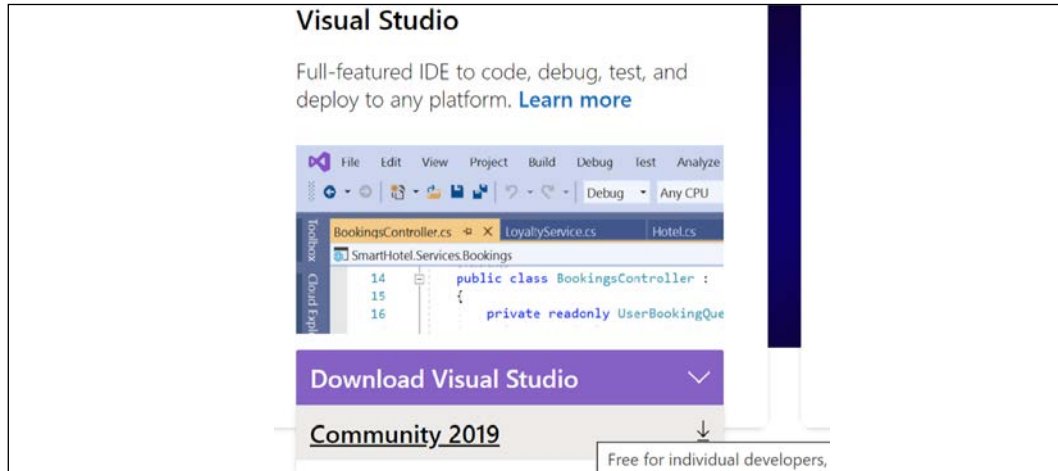 Visual Studio
Full-featured IDE to code, debug, test, and
deploy to any platform. Learn more
File Edit View Project Build Debug Test Analyze
Debug Any CPU
Toolbox
BookingsController.cs LoyaltyService.cs Hotel.cs
SmartHotel.Services.Bookings
Cloud Expl
14 public class BookingsController :
15 {
16 private readonly UserBookingQue
Download Visual Studio
Community 2019
Free for individual developers,